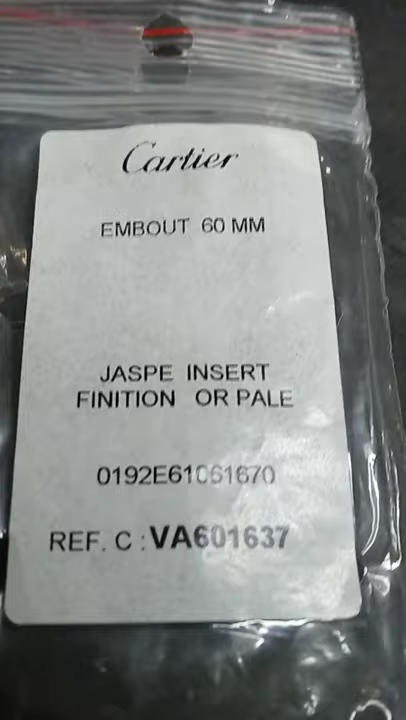 Cartier
EMBOUT 60 MM
JASPE INSERT
FINITION OR PALE
0192E61061670
REF. C : VA601637